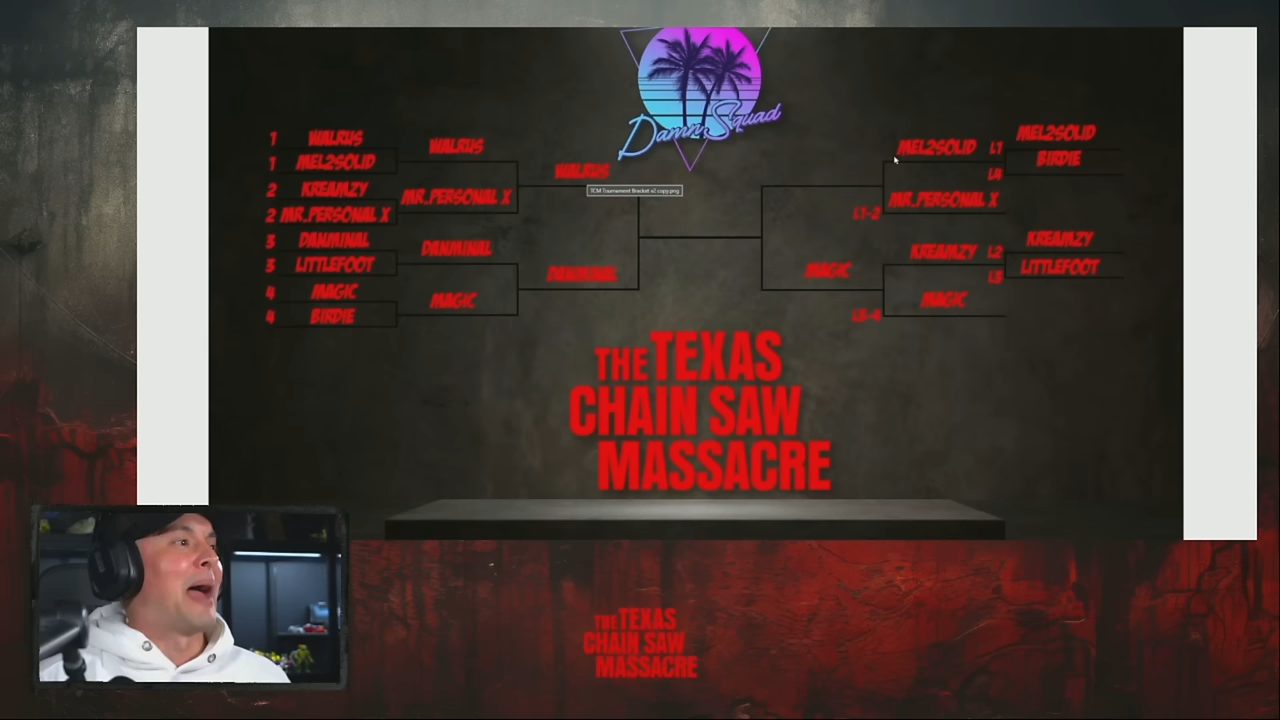 Damn Squad
1 WALRUS
1 MEL2SOLID
2 KREAMZY
2 MR.PERSONAL X
3 DANMINAL
3 LITTLEFOOT
4 MAGIC
4 BIRDIE
WALRUS
MR.PERSONAL X
DANMINAL
MAGIC
WALRUS
DANMINAL
TCM Tournament Bracket v2 copy.png
MAGIC
L1-2
L3-4
MEL2SOLID
MR.PERSONAL X
KREAMZY
MAGIC
L1 MEL2SOLID
L4 BIRDIE
L2 KREAMZY
L3 LITTLEFOOT
THE TEXAS
CHAIN SAW
MASSACRE
THE TEXAS
CHAIN SAW
MASSACRE